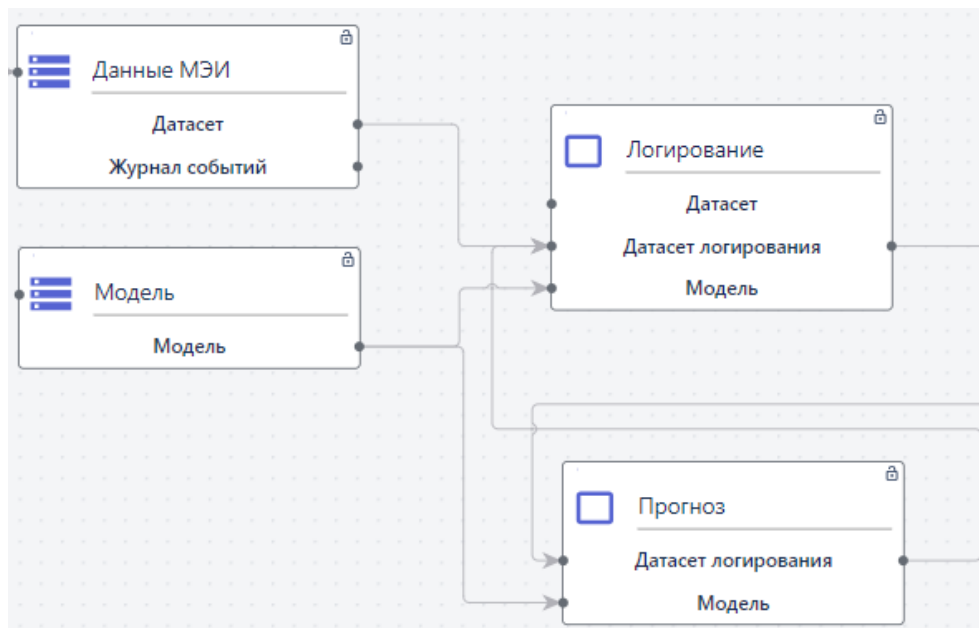 Данные МЭИ
Датасет
Журнал событий
Модель
Модель
Логирование
Датасет
Датасет логирования
Модель
Прогноз
Датасет логирования
Модель